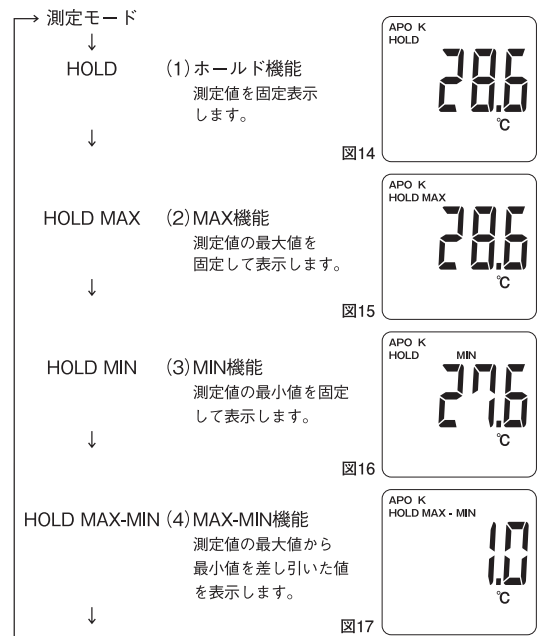 → 測定モード
↓
HOLD (1)ホールド機能
測定値を固定表示
します。
↓
APO K
HOLD
28.6
℃
図14
HOLD MAX (2)MAX機能
測定値の最大値を
固定して表示します。
↓
APO K
HOLD MAX
28.6
℃
図15
HOLD MIN (3)MIN機能
測定値の最小値を固定
して表示します。
↓
APO K
HOLD MIN
27.6
℃
図16
HOLD MAX-MIN (4)MAX-MIN機能
測定値の最大値から
最小値を差し引いた値
を表示します。
↓
APO K
HOLD MAX - MIN
1.0
℃
図17